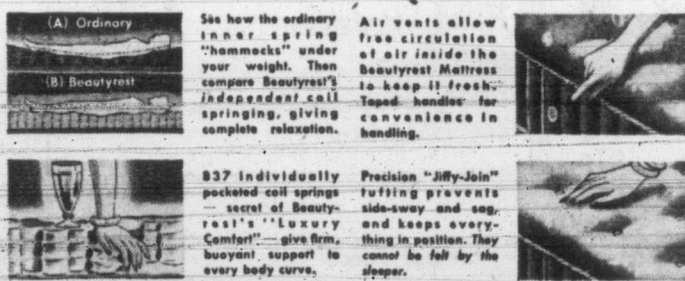 (A) Ordinary
(B) Beautyrest
See how the ordinary
inner spring
"hammocks" under
your weight. Then
compare Beautyrest's
independent coil
springing, giving
complete relaxation.
Air vents allow
free circulation
of air inside the
Beautyrest Mattress
to keep it fresh.
Taped handles for
convenience in
handling.
837 individually
pocketed coil springs
— secret of Beauty-
rest's "Luxury
Comfort" — give firm,
buoyant support to
every body curve.
Precision "Jiffy-Join"
tufting prevents
side-sway and sag,
and keeps every-
thing in position. They
cannot be felt by the
sleeper.